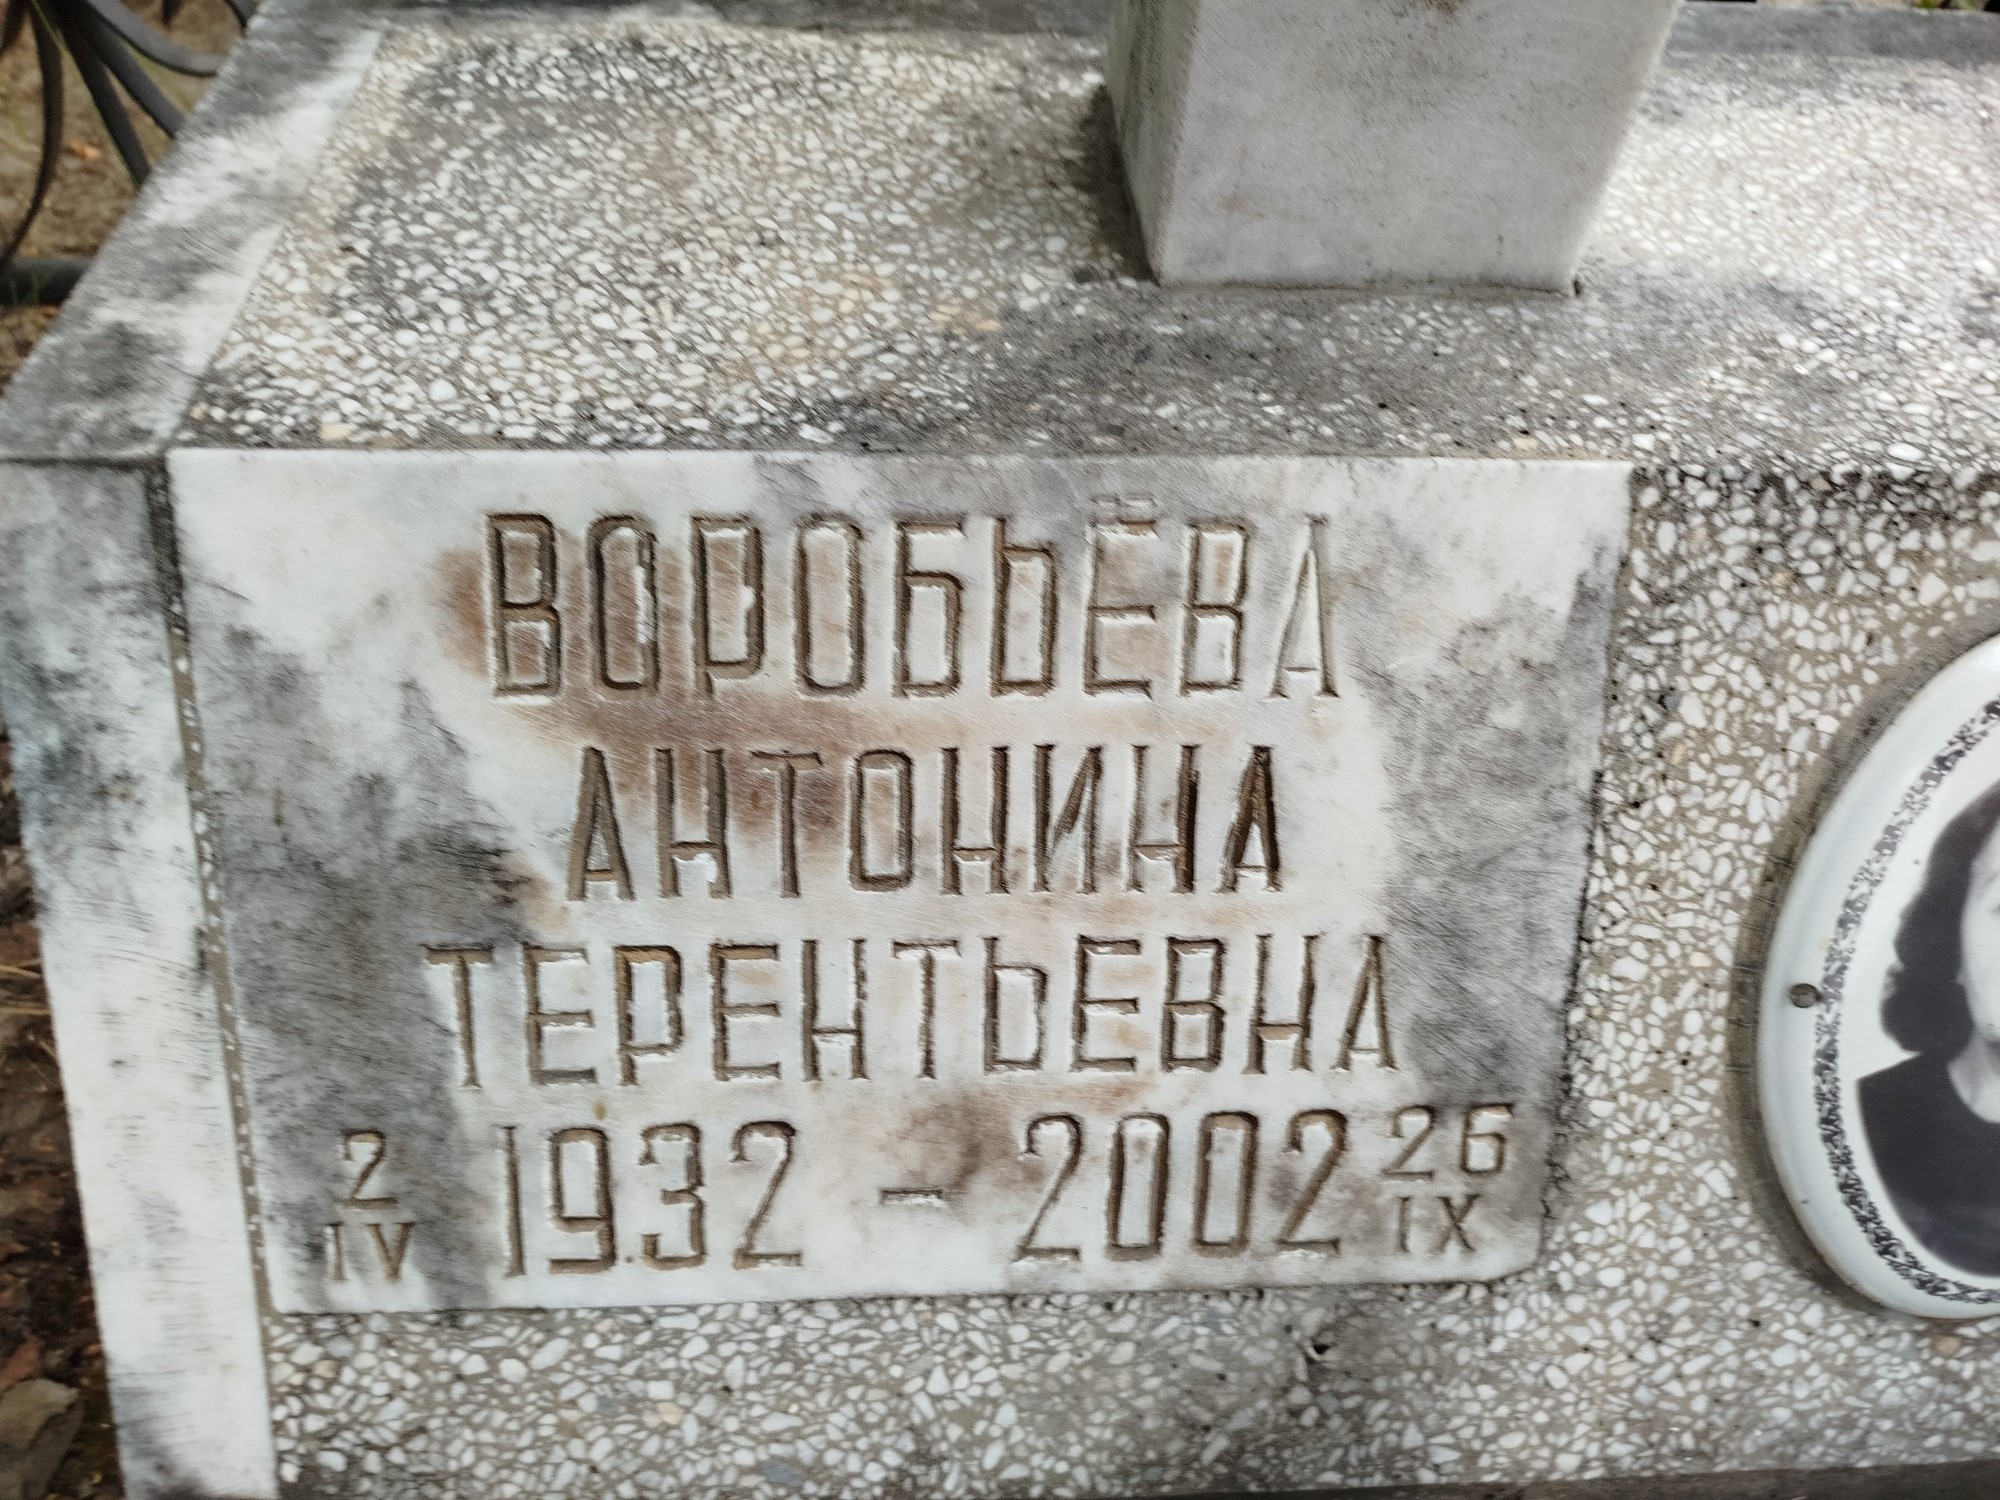 ВОРОБЬЁВА
АНТОНИНА
ТЕРЕНТЬЕВНА
2 IV 1932 - 2002 26 IX